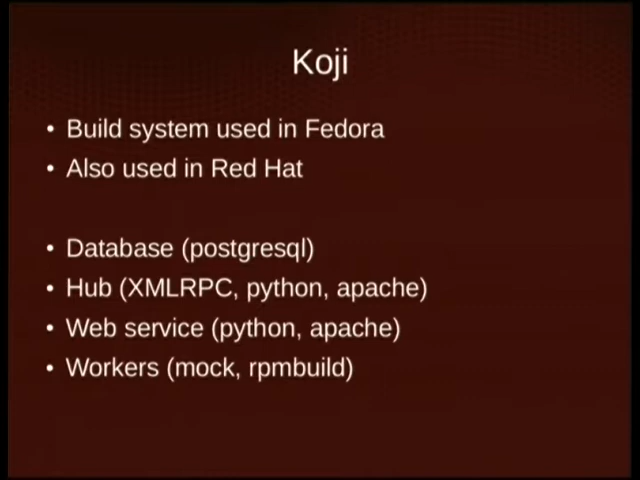 Koji
• Build system used in Fedora
• Also used in Red Hat
• Database (postgresql)
• Hub (XMLRPC, python, apache)
• Web service (python, apache)
• Workers (mock, rpmbuild)